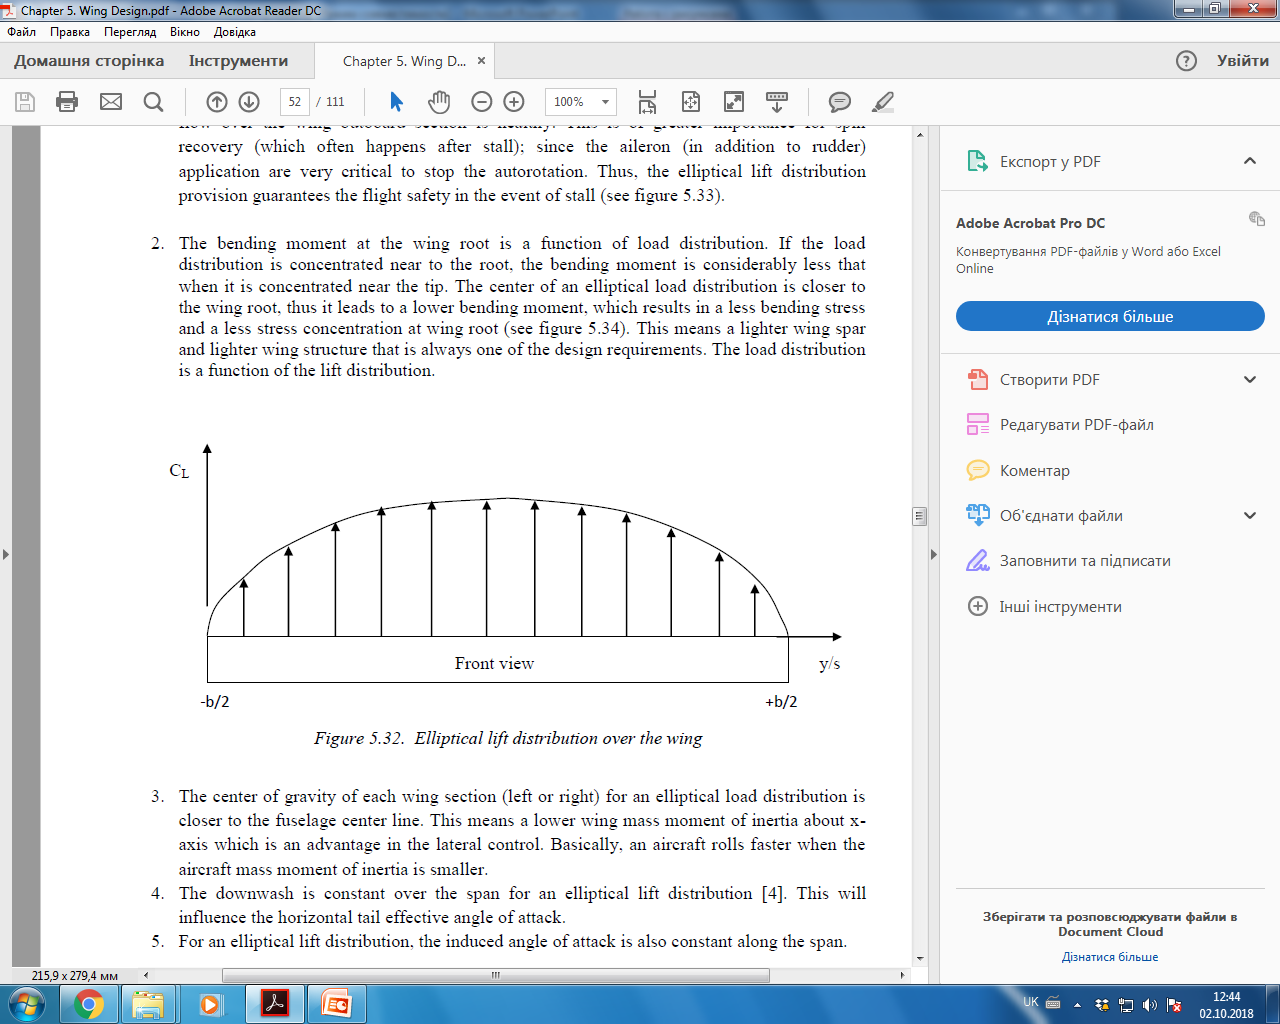 Chapter 5. Wing Design.pdf - Adobe Acrobat Reader DC
Файл Правка Перегляд Вікно Довідка
Домашня сторінка Інструменти Chapter 5. Wing D... × ? Увійти
52 / 111 100%
flow over the wing outboard section is healthy. This is of greater importance for spin
recovery (which often happens after stall); since the aileron (in addition to rudder)
application are very critical to stop the autorotation. Thus, the elliptical lift distribution
provision guarantees the flight safety in the event of stall (see figure 5.33).
2. The bending moment at the wing root is a function of load distribution. If the load
distribution is concentrated near to the root, the bending moment is considerably less that
when it is concentrated near the tip. The center of an elliptical load distribution is closer to
the wing root, thus it leads to a lower bending moment, which results in a less bending stress
and a less stress concentration at wing root (see figure 5.34). This means a lighter wing spar
and lighter wing structure that is always one of the design requirements. The load distribution
is a function of the lift distribution.
CL
Front view
y/s
-b/2 +b/2
Figure 5.32. Elliptical lift distribution over the wing
3. The center of gravity of each wing section (left or right) for an elliptical load distribution is
closer to the fuselage center line. This means a lower wing mass moment of inertia about x-
axis which is an advantage in the lateral control. Basically, an aircraft rolls faster when the
aircraft mass moment of inertia is smaller.
4. The downwash is constant over the span for an elliptical lift distribution [4]. This will
influence the horizontal tail effective angle of attack.
5. For an elliptical lift distribution, the induced angle of attack is also constant along the span.
215,9 x 279,4 мм
Експорт у PDF
Adobe Acrobat Pro DC
Конвертування PDF-файлів у Word або Excel
Online
Дізнатися більше
Створити PDF
Редагувати PDF-файл
Коментар
Об'єднати файли
Заповнити та підписати
Інші інструменти
Зберігати та розповсюджувати файли в
Document Cloud
Дізнатися більше
UK
12:44
02.10.2018